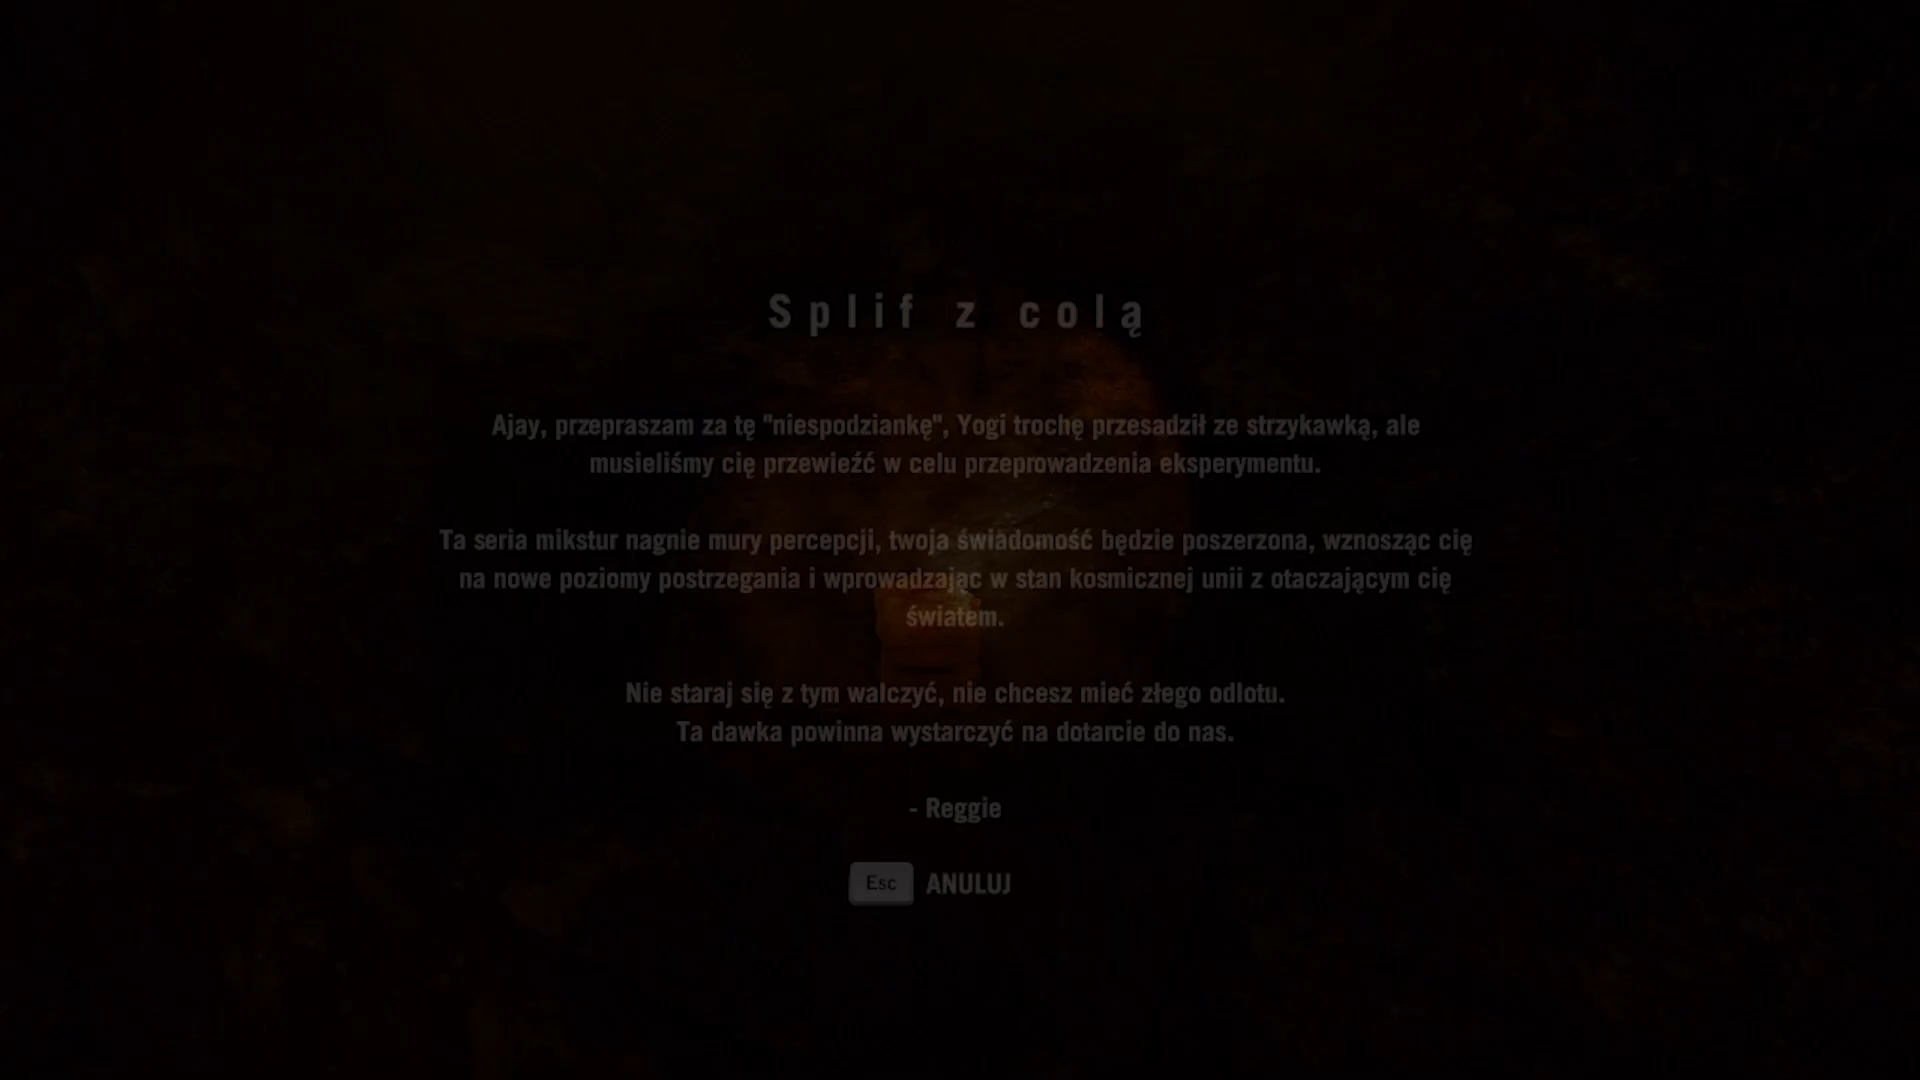 Splif z colą
Ajay, przepraszam za tę "niespodziankę", Yogi trochę przesadził ze strzykawką, ale
musieliśmy cię przewieźć w celu przeprowadzenia eksperymentu.
Ta seria mikstur nagnie mury percepcji, twoja świadomość będzie poszerzona, wznosząc cię
na nowe poziomy postrzegania i wprowadzając w stan kosmicznej unii z otaczającym cię
światem.
Nie staraj się z tym walczyć, nie chcesz mieć złego odlotu.
Ta dawka powinna wystarczyć na dotarcie do nas.
- Reggie
Esc ANULUJ